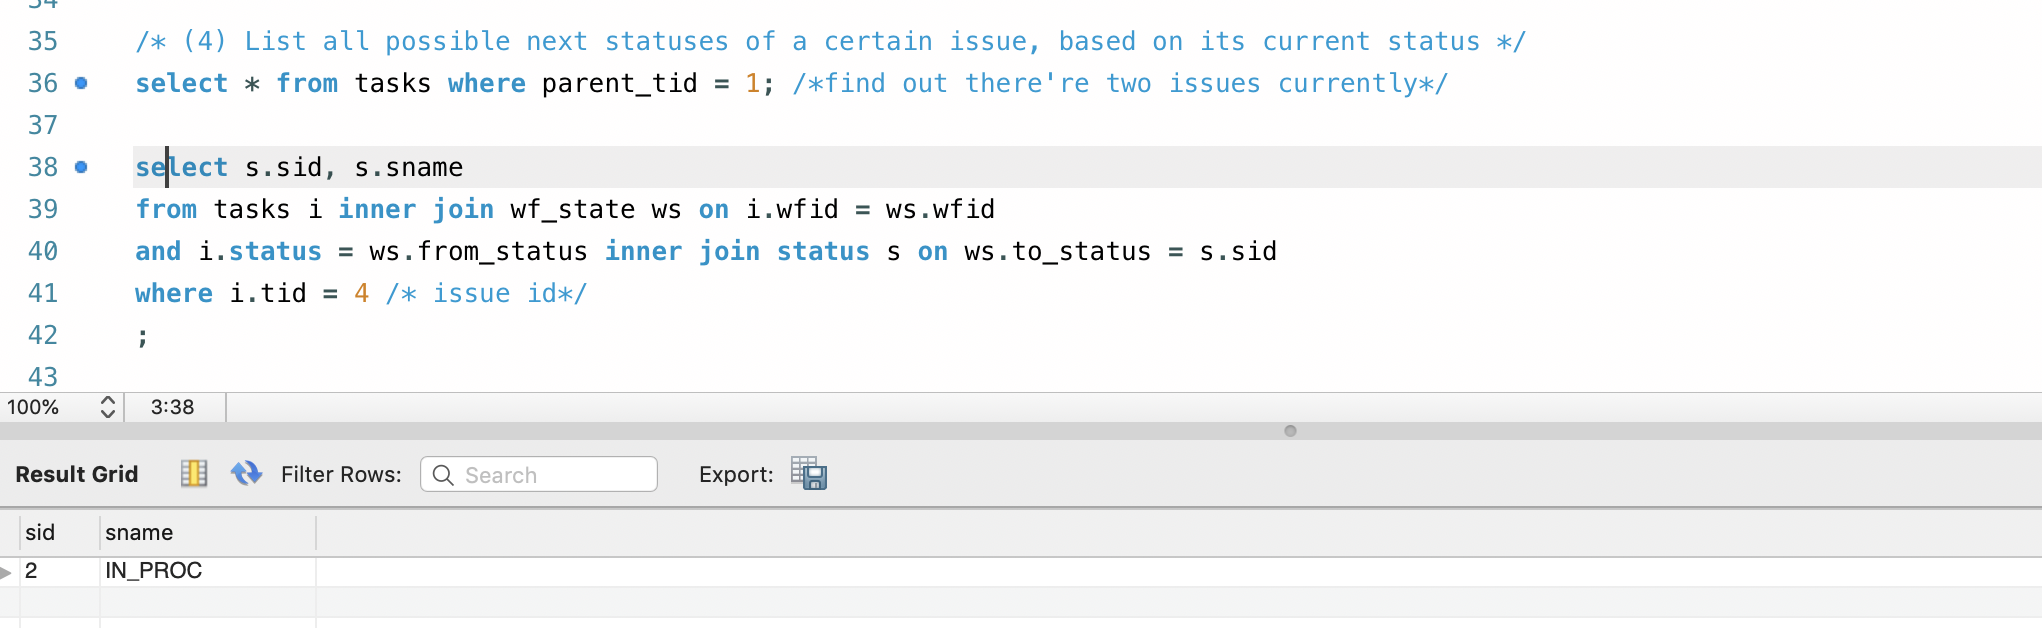 34
35 /* (4) List all possible next statuses of a certain issue, based on its current status */
36 select * from tasks where parent_tid = 1; /*find out there're two issues currently*/
37
38 select s.sid, s.sname
39 from tasks i inner join wf_state ws on i.wfid = ws.wfid
40 and i.status = ws.from_status inner join status s on ws.to_status = s.sid
41 where i.tid = 4 /* issue id*/
42 ;
43
100% 3:38
Result Grid Filter Rows: Search Export:
sid sname
2 IN_PROC